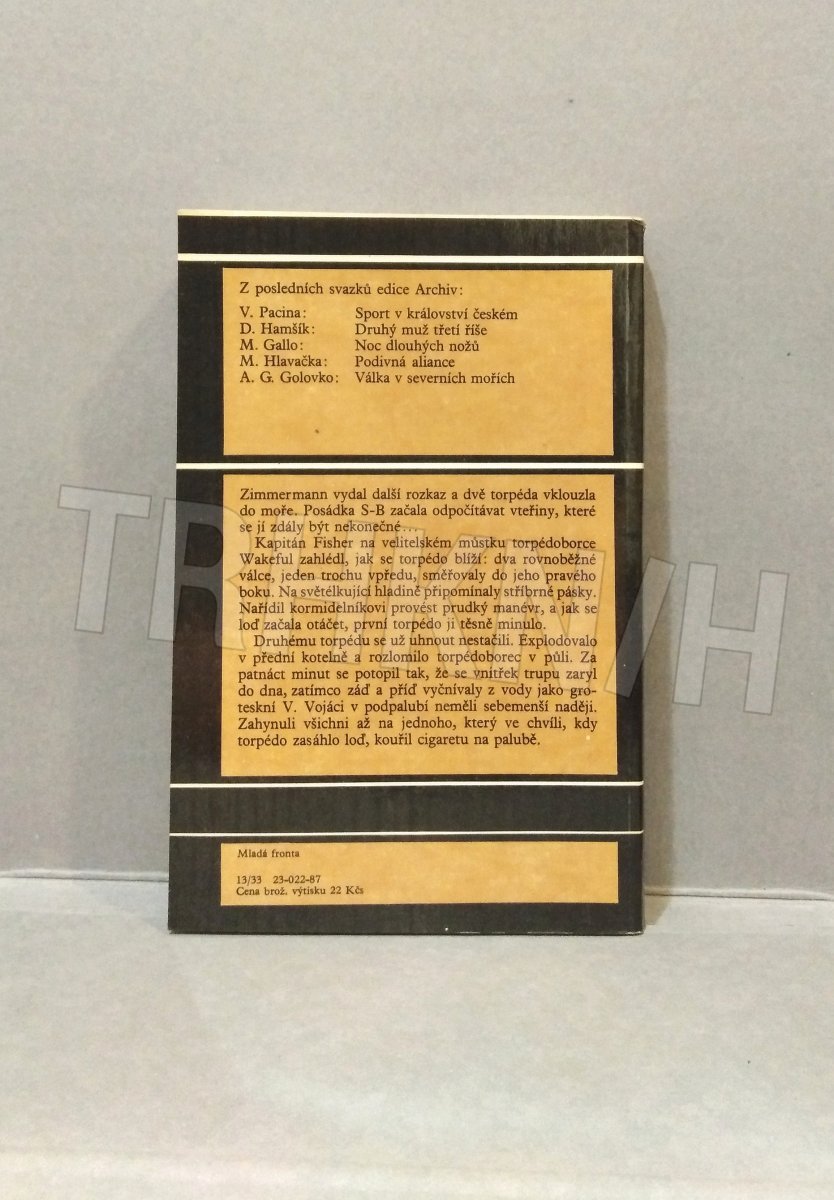 Z posledních svazků edice Archiv:
V. Pacina: Sport v království českém
D. Hamšík: Druhý muž třetí říše
M. Gallo: Noc dlouhých nožů
M. Hlavačka: Podivná aliance
A. G. Golovko: Válka v severních mořích
Zimmermann vydal další rozkaz a dvě torpéda vklouzla
do moře. Posádka S-B začala odpočítávat vteřiny, které
se jí zdály být nekonečné...
Kapitán Fisher na velitelském můstku torpédoborce
Wakeful zahlédl, jak se torpédo blíží: dva rovnoběžné
válce, jeden trochu vpředu, směřovaly do jeho pravého
boku. Na světélkující hladině připomínaly stříbrné pásky.
Nařídil kormidelníkovi provést prudký manévr, a jak se
loď začala otáčet, první torpédo ji těsně minulo.
Druhému torpédu se už uhnout nestačili. Explodovalo
v přední kotelně a rozlomilo torpédoborec v půli. Za
patnáct minut se potopil tak, že se vnitřek trupu zaryl
do dna, zatímco záď a příď vyčnívaly z vody jako gro-
teskní V. Vojáci v podpalubí neměli sebemenší naději.
Zahynuli všichni až na jednoho, který ve chvíli, kdy
torpédo zasáhlo loď, kouřil cigaretu na palubě.
Mladá fronta
13/33 23-022-87
Cena brož. výtisku 22 Kčs
TRHKNIH